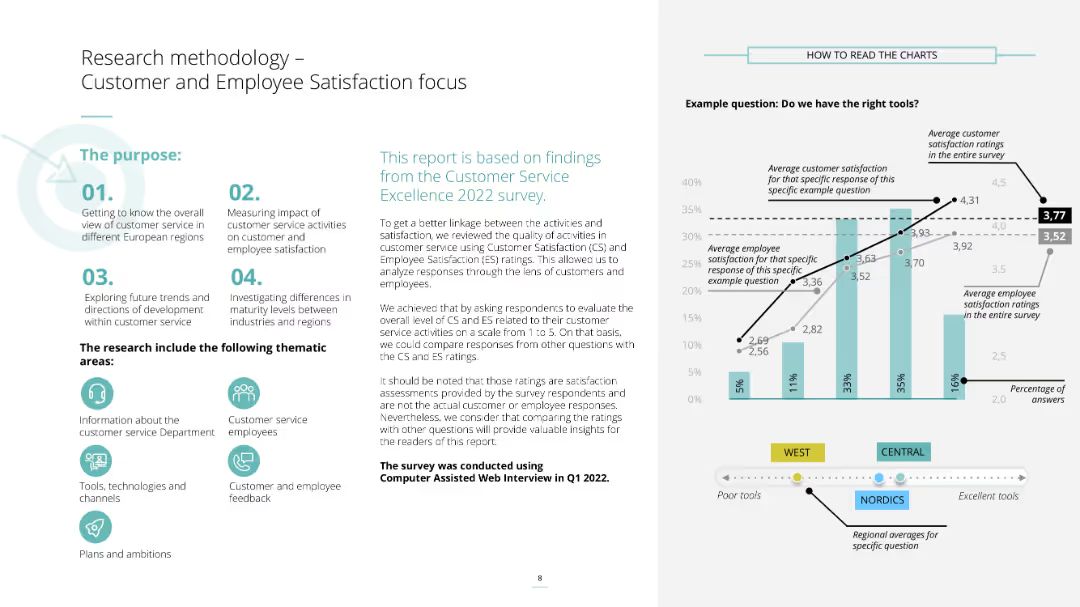 Research methodology –
Customer and Employee Satisfaction focus
The purpose:
01.
Getting to know the overall
view of customer service in
different European regions
02.
Measuring impact of
customer service activities
on customer and
employee satisfaction
03.
Exploring future trends and
directions of development
within customer service
04.
Investigating differences in
maturity levels between
industries and regions
The research include the following thematic
areas:
Information about the
customer service Department
Customer service
employees
Tools, technologies and
channels
Customer and employee
feedback
Plans and ambitions
This report is based on findings
from the Customer Service
Excellence 2022 survey.
To get a better linkage between the activities and
satisfaction, we reviewed the quality of activities in
customer service using Customer Satisfaction (CS) and
Employee Satisfaction (ES) ratings. This allowed us to
analyze responses through the lens of customers and
employees.
We achieved that by asking respondents to evaluate the
overall level of CS and ES related to their customer
service activities on a scale from 1 to 5. On that basis,
we could compare responses from other questions with
the CS and ES ratings.
It should be noted that those ratings are satisfaction
assessments provided by the survey respondents and
are not the actual customer or employee responses.
Nevertheless, we consider that comparing the ratings
with other questions will provide valuable insights for
the readers of this report.
The survey was conducted using
Computer Assisted Web Interview in Q1 2022.
8
HOW TO READ THE CHARTS
Example question: Do we have the right tools?
Average customer
satisfaction ratings
in the entire survey
Average customer satisfaction
for that specific response of this
specific example question
Average employee
satisfaction for that specific
response of this specific
example question
Average employee
satisfaction ratings
in the entire survey
Percentage of
answers
40%
35%
30%
25%
20%
15%
10%
5%
0%
4,5
4,0
3,5
2,5
2,0
3,77
3,52
2,69
3,36
3,63
3,93
4,31
2,56
2,82
3,52
3,70
3,92
5%
11%
33%
35%
16%
WEST
CENTRAL
NORDICS
Poor tools
Excellent tools
Regional averages for
specific question